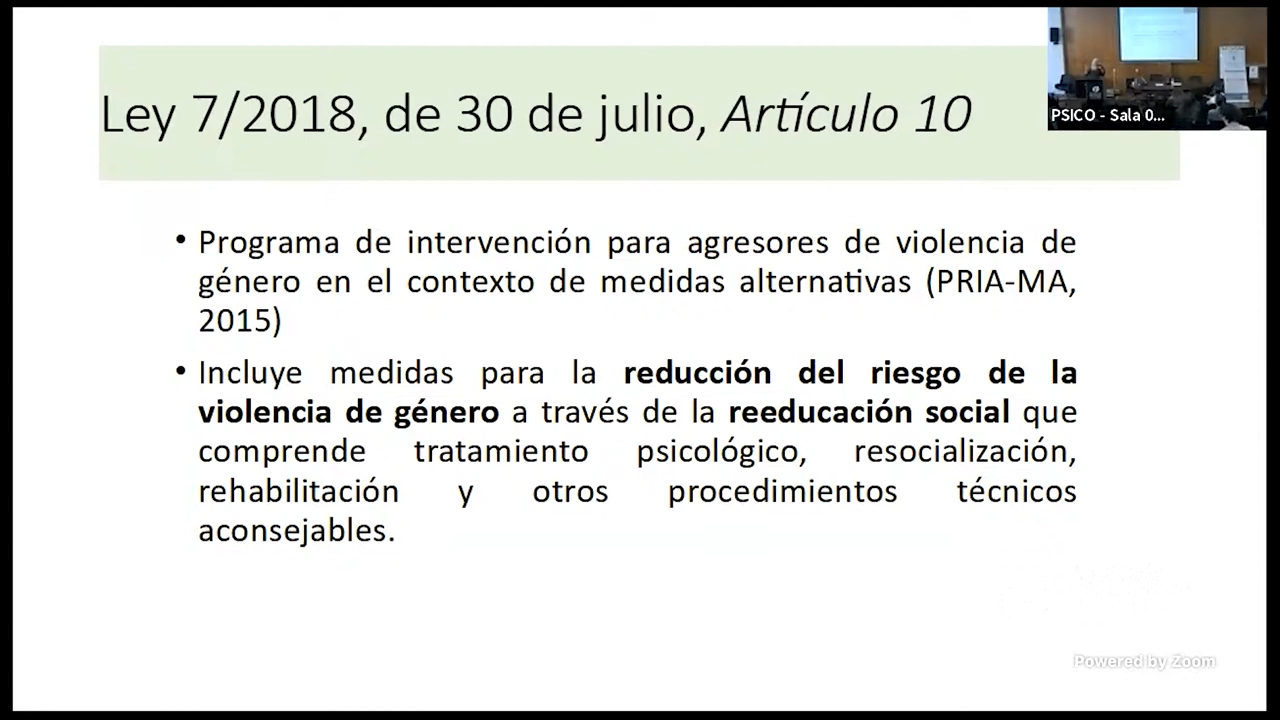 Ley 7/2018, de 30 de julio, Artículo 10
PSICO - Sala 0...
• Programa de intervención para agresores de violencia de
género en el contexto de medidas alternativas (PRIA-MA,
2015)
• Incluye medidas para la reducción del riesgo de la
violencia de género a través de la reeducación social que
comprende tratamiento psicológico, resocialización,
rehabilitación y otros procedimientos técnicos
aconsejables.
Powered by Zoom